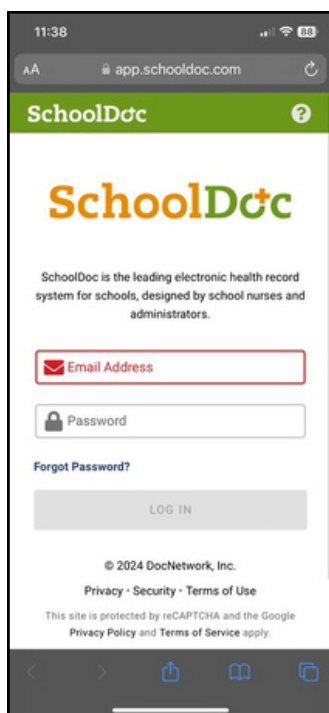 11:38
88
AA app.schooldoc.com
SchoolDoc ?
SchoolDoc
SchoolDoc is the leading electronic health record
system for schools, designed by school nurses and
administrators.
Email Address
Password
Forgot Password?
LOG IN
© 2024 DocNetwork, Inc.
Privacy - Security - Terms of Use
This site is protected by reCAPTCHA and the Google
Privacy Policy and Terms of Service apply.